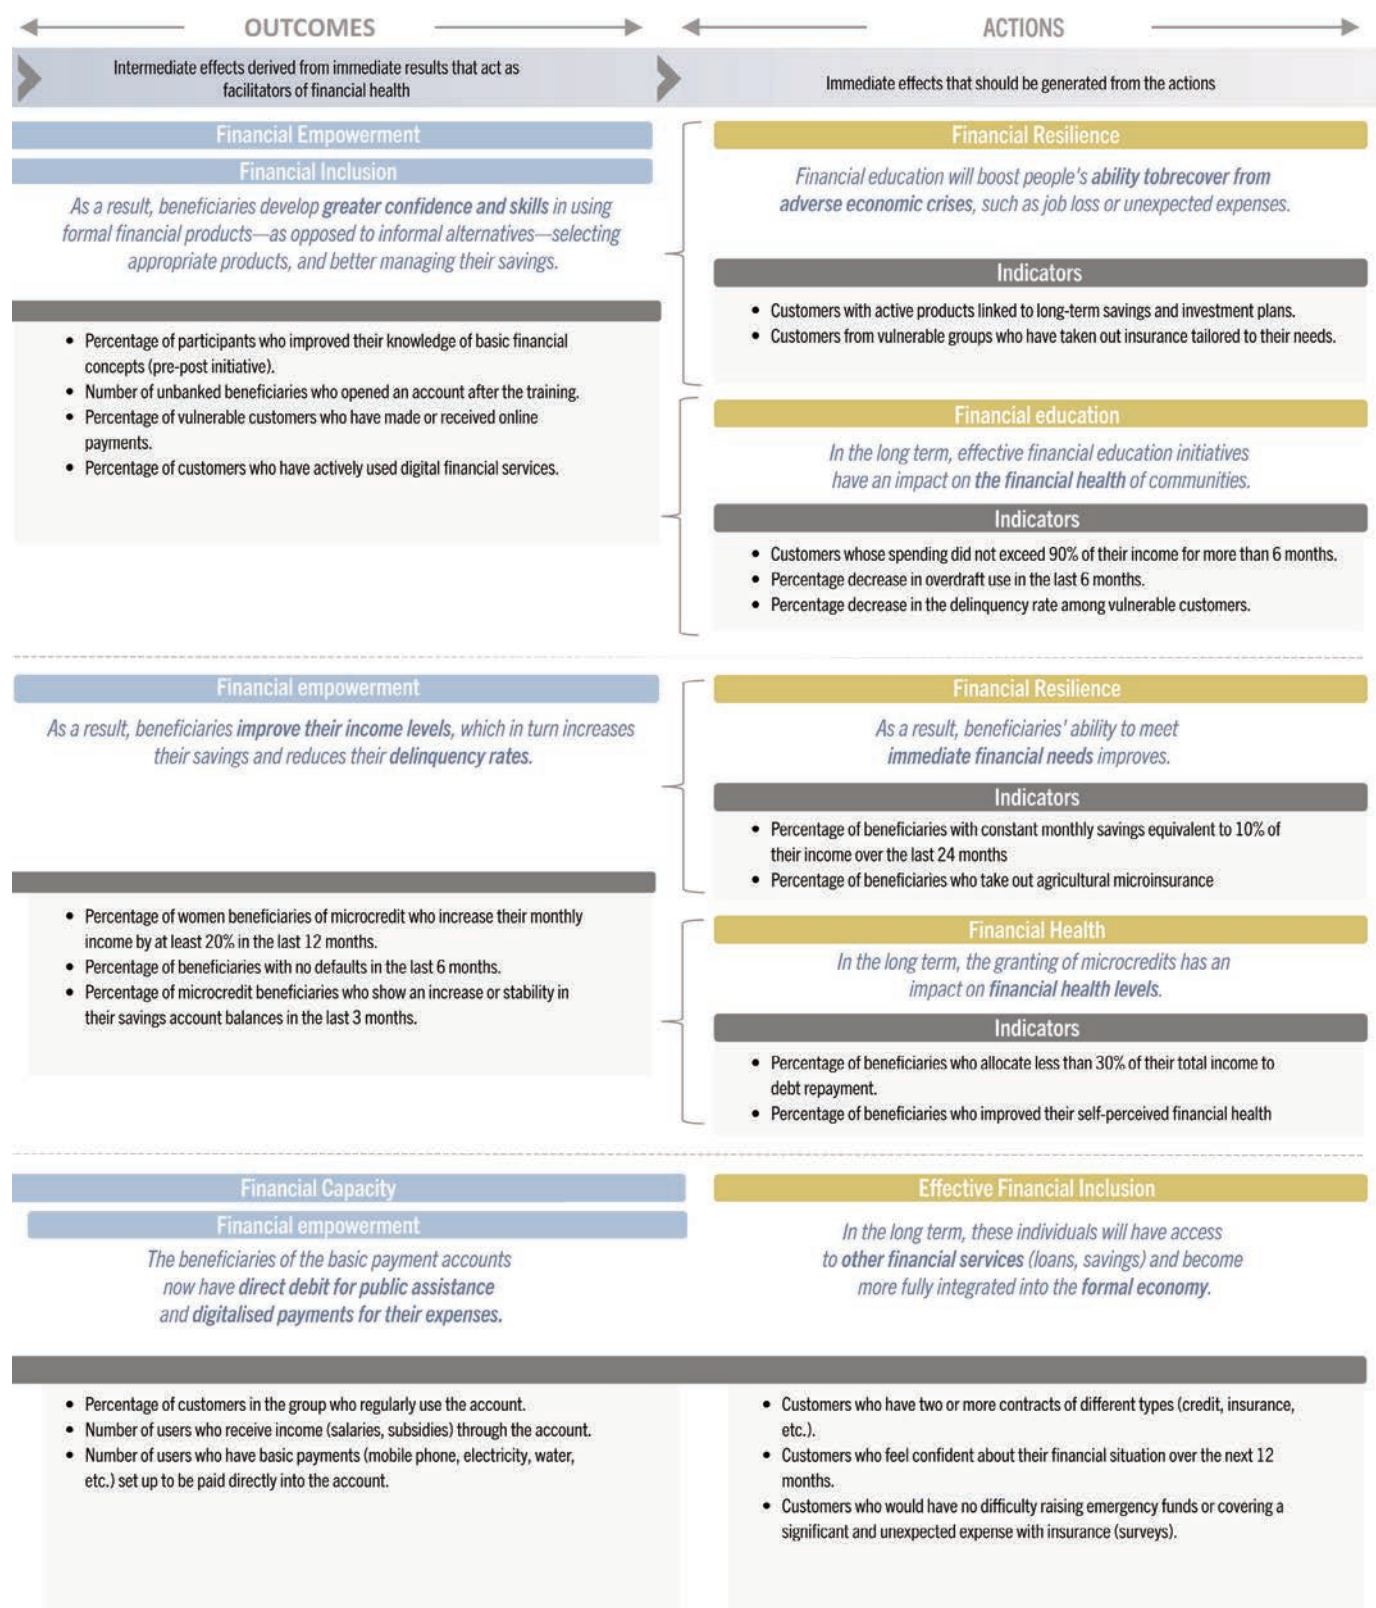 OUTCOMES
ACTIONS
Intermediate effects derived from immediate results that act as
facilitators of financial health
Immediate effects that should be generated from the actions
Financial Empowerment
Financial Inclusion
As a result, beneficiaries develop greater confidence and skills in using
formal financial products—as opposed to informal alternatives—selecting
appropriate products, and better managing their savings.
• Percentage of participants who improved their knowledge of basic financial
concepts (pre-post initiative).
• Number of unbanked beneficiaries who opened an account after the training.
• Percentage of vulnerable customers who have made or received online
payments.
• Percentage of customers who have actively used digital financial services.
Financial Resilience
Financial education will boost people's ability tobrecover from
adverse economic crises, such as job loss or unexpected expenses.
Indicators
• Customers with active products linked to long-term savings and investment plans.
• Customers from vulnerable groups who have taken out insurance tailored to their needs.
Financial education
In the long term, effective financial education initiatives
have an impact on the financial health of communities.
Indicators
• Customers whose spending did not exceed 90% of their income for more than 6 months.
• Percentage decrease in overdraft use in the last 6 months.
• Percentage decrease in the delinquency rate among vulnerable customers.
Financial empowerment
As a result, beneficiaries improve their income levels, which in turn increases
their savings and reduces their delinquency rates.
• Percentage of women beneficiaries of microcredit who increase their monthly
income by at least 20% in the last 12 months.
• Percentage of beneficiaries with no defaults in the last 6 months.
• Percentage of microcredit beneficiaries who show an increase or stability in
their savings account balances in the last 3 months.
Financial Resilience
As a result, beneficiaries' ability to meet
immediate financial needs improves.
Indicators
• Percentage of beneficiaries with constant monthly savings equivalent to 10% of
their income over the last 24 months
• Percentage of beneficiaries who take out agricultural microinsurance
Financial Health
In the long term, the granting of microcredits has an
impact on financial health levels.
Indicators
• Percentage of beneficiaries who allocate less than 30% of their total income to
debt repayment.
• Percentage of beneficiaries who improved their self-perceived financial health
Financial Capacity
Financial empowerment
The beneficiaries of the basic payment accounts
now have direct debit for public assistance
and digitalised payments for their expenses.
• Percentage of customers in the group who regularly use the account.
• Number of users who receive income (salaries, subsidies) through the account.
• Number of users who have basic payments (mobile phone, electricity, water,
etc.) set up to be paid directly into the account.
Effective Financial Inclusion
In the long term, these individuals will have access
to other financial services (loans, savings) and become
more fully integrated into the formal economy.
• Customers who have two or more contracts of different types (credit, insurance,
etc.).
• Customers who feel confident about their financial situation over the next 12
months.
• Customers who would have no difficulty raising emergency funds or covering a
significant and unexpected expense with insurance (surveys).